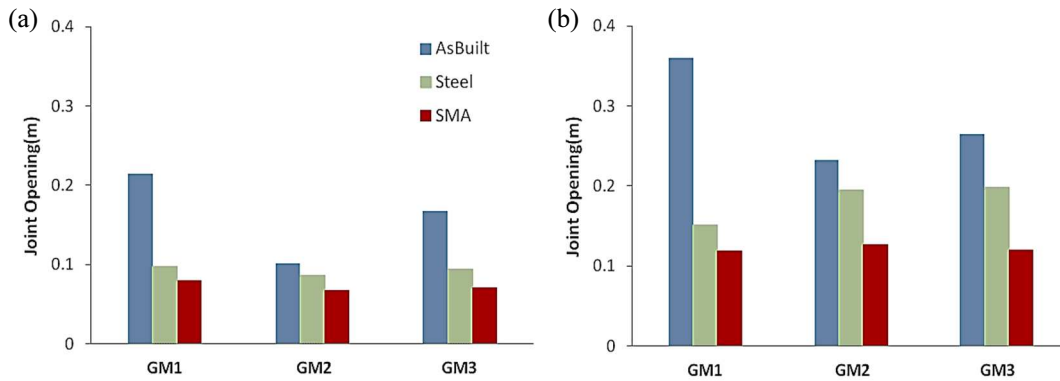 (a)
0.4
0.3
0.2
0.1
0
Joint Opening(m)
AsBuilt
Steel
SMA
GM1 GM2 GM3
(b)
0.4
0.3
0.2
0.1
0
Joint Opening(m)
GM1 GM2 GM3